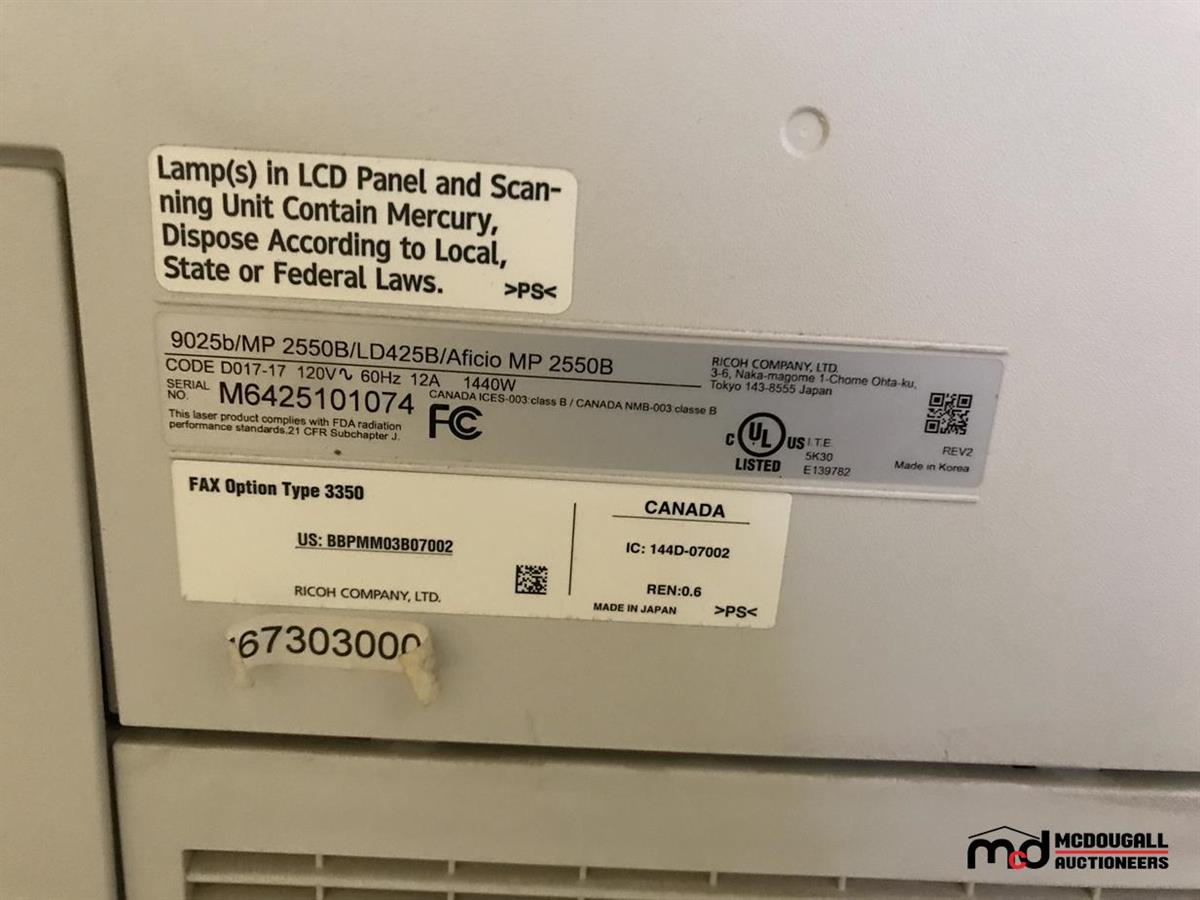 Lamp(s) in LCD Panel and Scan-
ning Unit Contain Mercury,
Dispose According to Local,
State or Federal Laws.
>PS<
9025b/MP 2550B/LD425B/Aficio MP 2550B
CODE D017-17 120V∿ 60Hz 12A 1440W
SERIAL NO. M6425101074
CANADA ICES-003:class B / CANADA NMB-003 classe B
This laser product complies with FDA radiation
performance standards,21 CFR Subchapter J.
FC
RICOH COMPANY, LTD.
3-6, Naka-magome 1-Chome Ohta-ku,
Tokyo 143-8555 Japan
C UL US
LISTED
I.T.E.
5K30
E139782
REV2
Made in Korea
FAX Option Type 3350
US: BBPMM03B07002
RICOH COMPANY, LTD.
CANADA
IC: 144D-07002
REN:0.6
MADE IN JAPAN >PS<
67303000
mcd MCDOUGALL
AUCTIONEERS